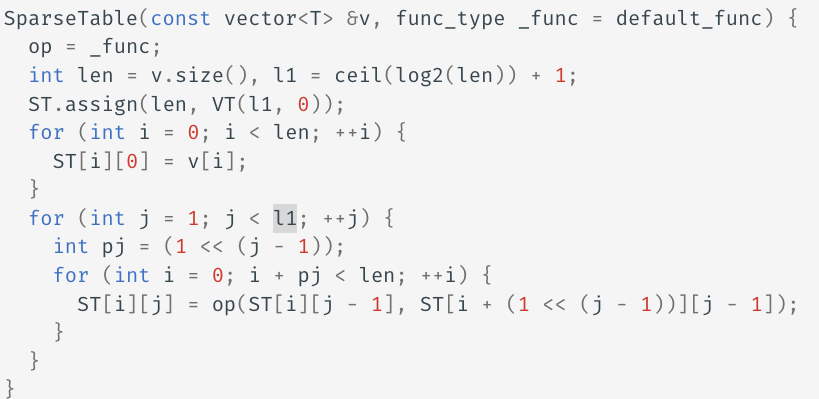 SparseTable(const vector<T> &v, func_type _func = default_func) {
  op = _func;
  int len = v.size(), l1 = ceil(log2(len)) + 1;
  ST.assign(len, VT(l1, 0));
  for (int i = 0; i < len; ++i) {
    ST[i][0] = v[i];
  }
  for (int j = 1; j < l1; ++j) {
    int pj = (1 << (j - 1));
    for (int i = 0; i + pj < len; ++i) {
      ST[i][j] = op(ST[i][j - 1], ST[i + (1 << (j - 1))][j - 1]);
    }
  }
}